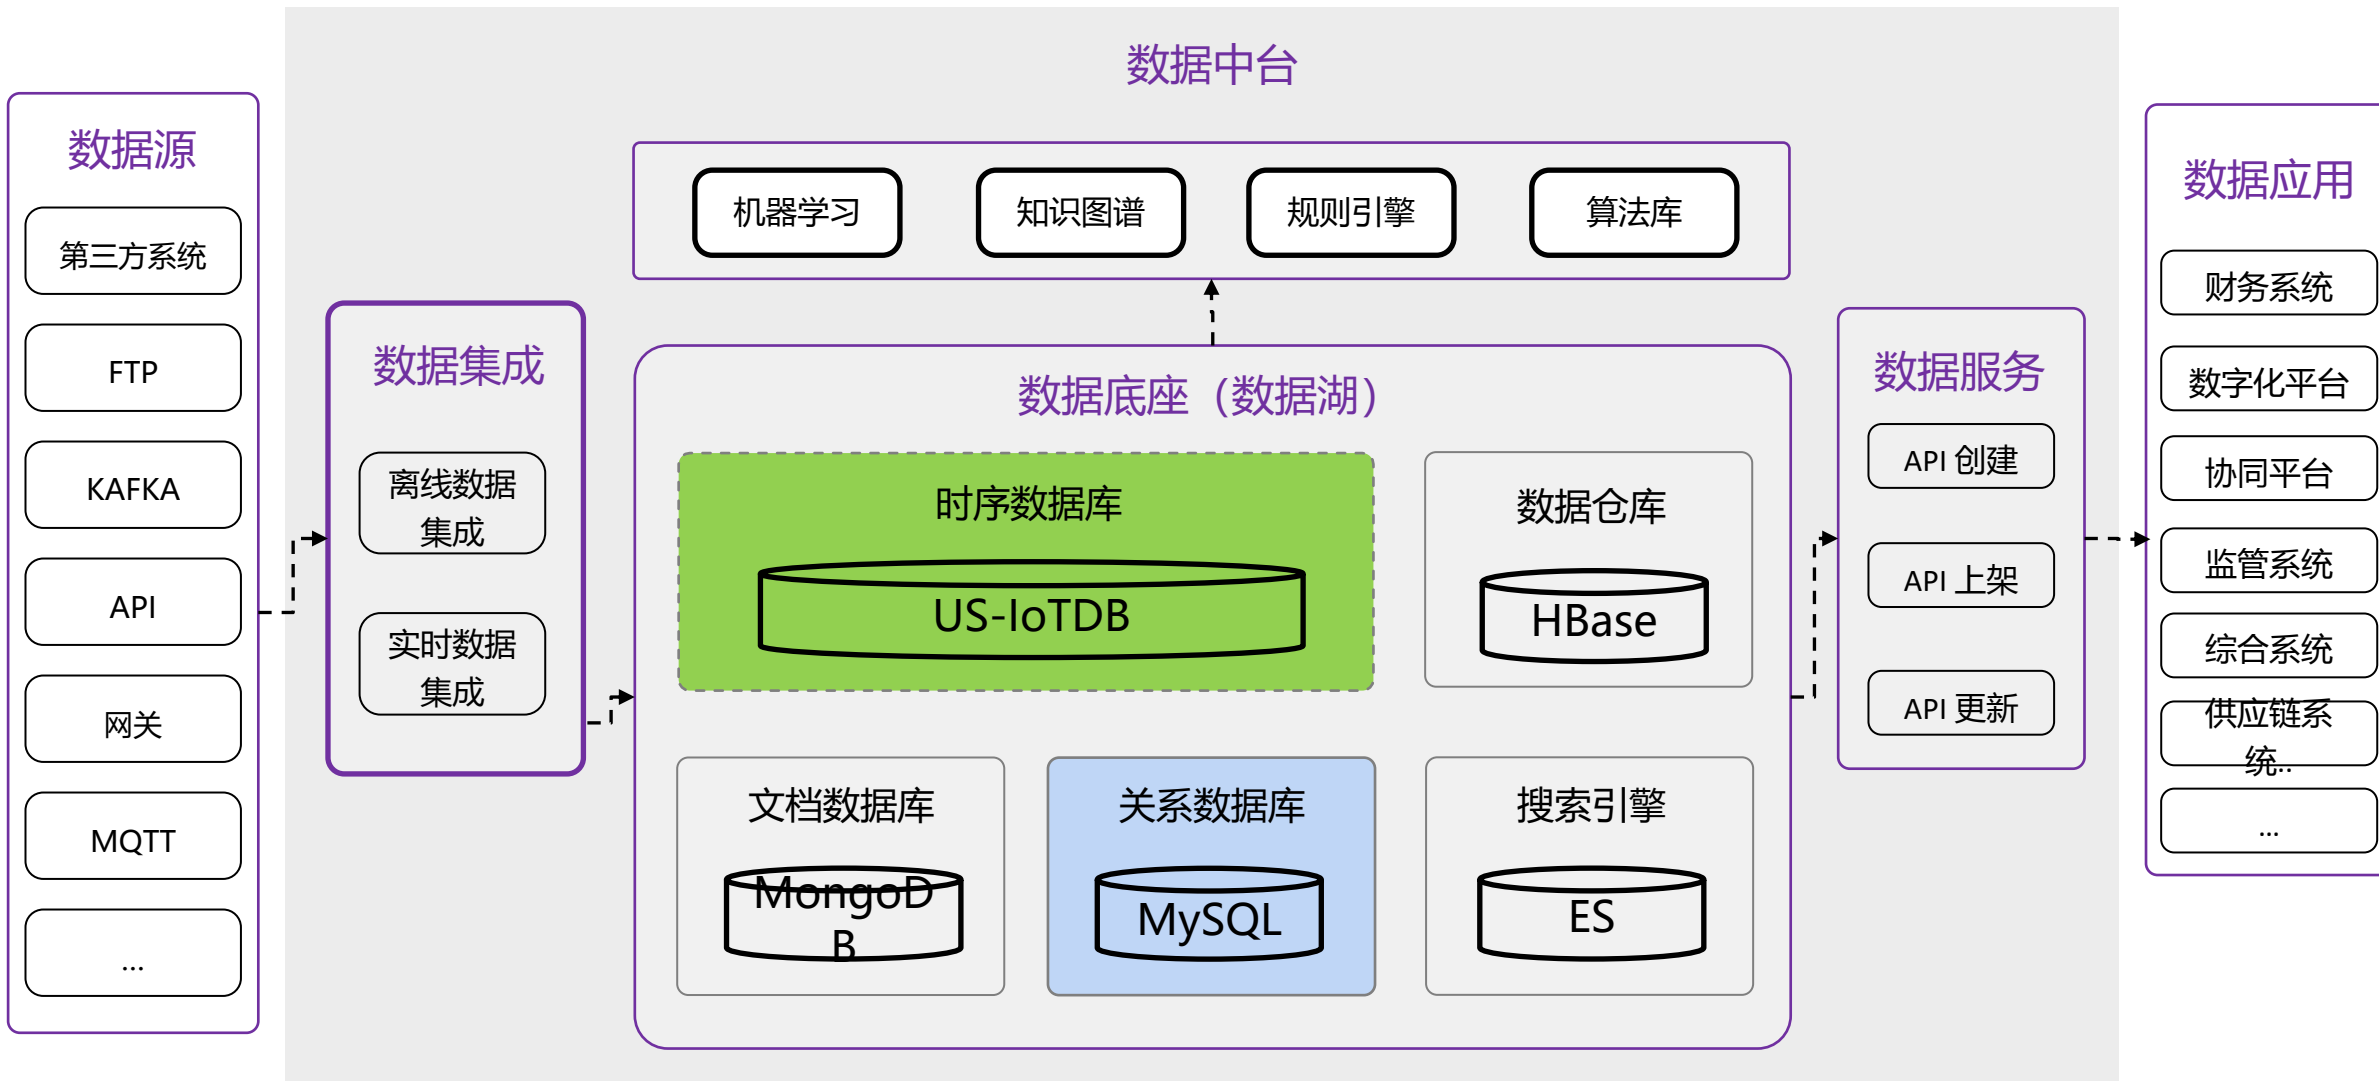 数据中台
数据源
第三方系统
FTP
KAFKA
API
网关
MQTT
...
数据集成
离线数据
集成
实时数据
集成
机器学习
知识图谱
规则引擎
算法库
数据底座（数据湖）
时序数据库
US-IoTDB
数据仓库
HBase
文档数据库
MongoD
B
关系数据库
MySQL
搜索引擎
ES
数据服务
API 创建
API 上架
API 更新
数据应用
财务系统
数字化平台
协同平台
监管系统
综合系统
供应链系
统..
...